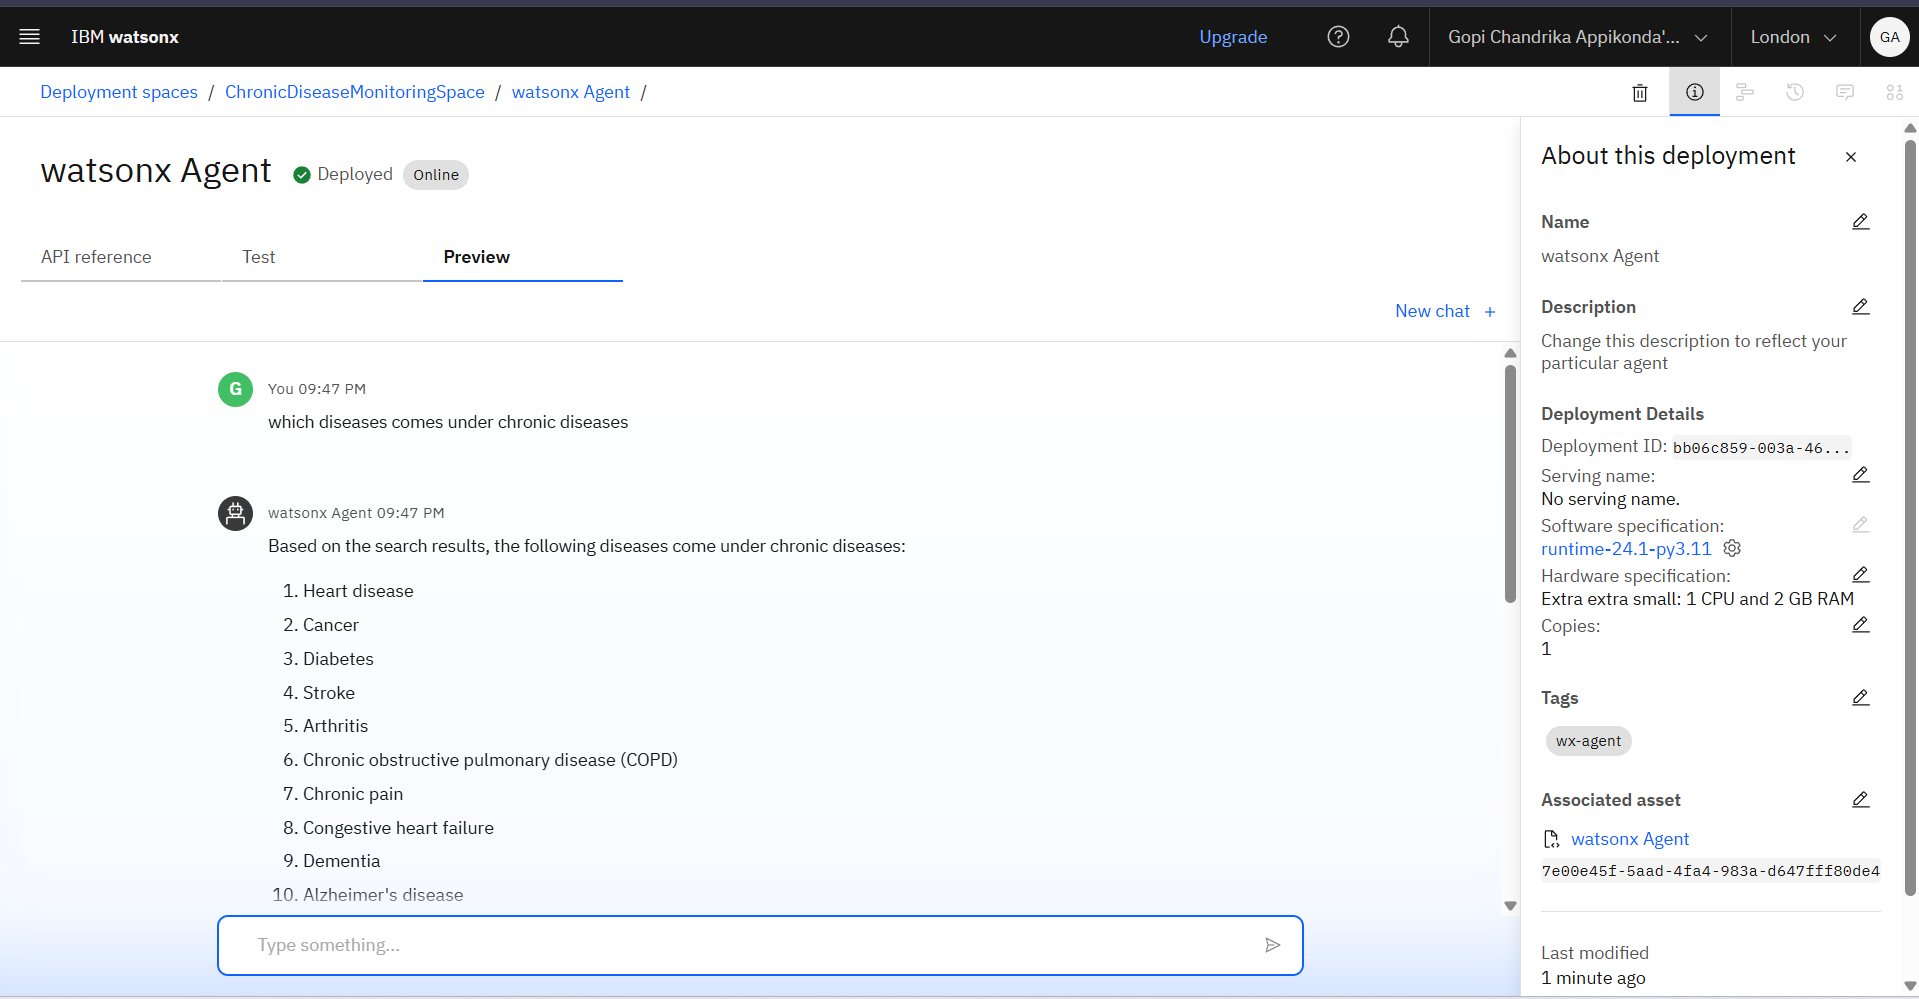 IBM watsonx
Upgrade
Gopi Chandrika Appikonda'...
London
GA
Deployment spaces / ChronicDiseaseMonitoringSpace / watsonx Agent /
watsonx Agent
Deployed
Online
API reference
Test
Preview
New chat +
G
You 09:47 PM
which diseases comes under chronic diseases
watsonx Agent 09:47 PM
Based on the search results, the following diseases come under chronic diseases:
1. Heart disease
2. Cancer
3. Diabetes
4. Stroke
5. Arthritis
6. Chronic obstructive pulmonary disease (COPD)
7. Chronic pain
8. Congestive heart failure
9. Dementia
10. Alzheimer's disease
Type something...
About this deployment
Name
watsonx Agent
Description
Change this description to reflect your
particular agent
Deployment Details
Deployment ID: bb06c859-003a-46...
Serving name:
No serving name.
Software specification:
runtime-24.1-py3.11
Hardware specification:
Extra extra small: 1 CPU and 2 GB RAM
Copies:
1
Tags
wx-agent
Associated asset
watsonx Agent
7e00e45f-5aad-4fa4-983a-d647fff80de4
Last modified
1 minute ago